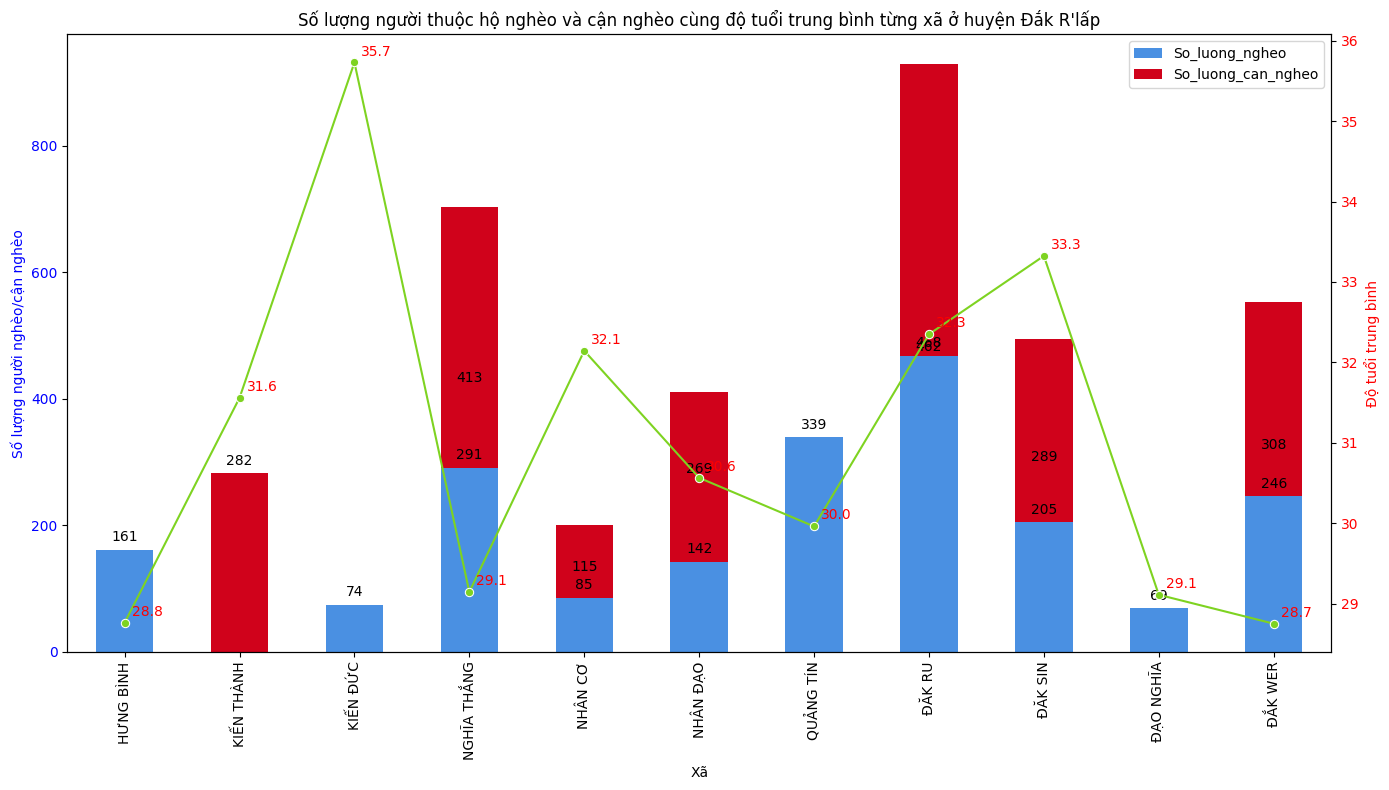 Số lượng người thuộc hộ nghèo và cận nghèo cùng độ tuổi trung bình từng xã ở huyện Đắk R'lấp
So_luong_ngheo
So_luong_can_ngheo
Số lượng người nghèo/cận nghèo
800
600
400
200
0
Độ tuổi trung bình
36
35
34
33
32
31
30
29
161
282
74
291
413
85
115
142
269
339
468
205
289
69
246
308
28.8
31.6
35.7
29.1
32.1
30.0
33.3
29.1
28.7
HƯNG BÌNH
KIẾN THÀNH
KIẾN ĐỨC
NGHĨA THẮNG
NHÂN CƠ
NHÂN ĐẠO
QUẢNG TÍN
ĐĂK RU
ĐĂK SIN
ĐẠO NGHĨA
ĐẮK WER
Xã